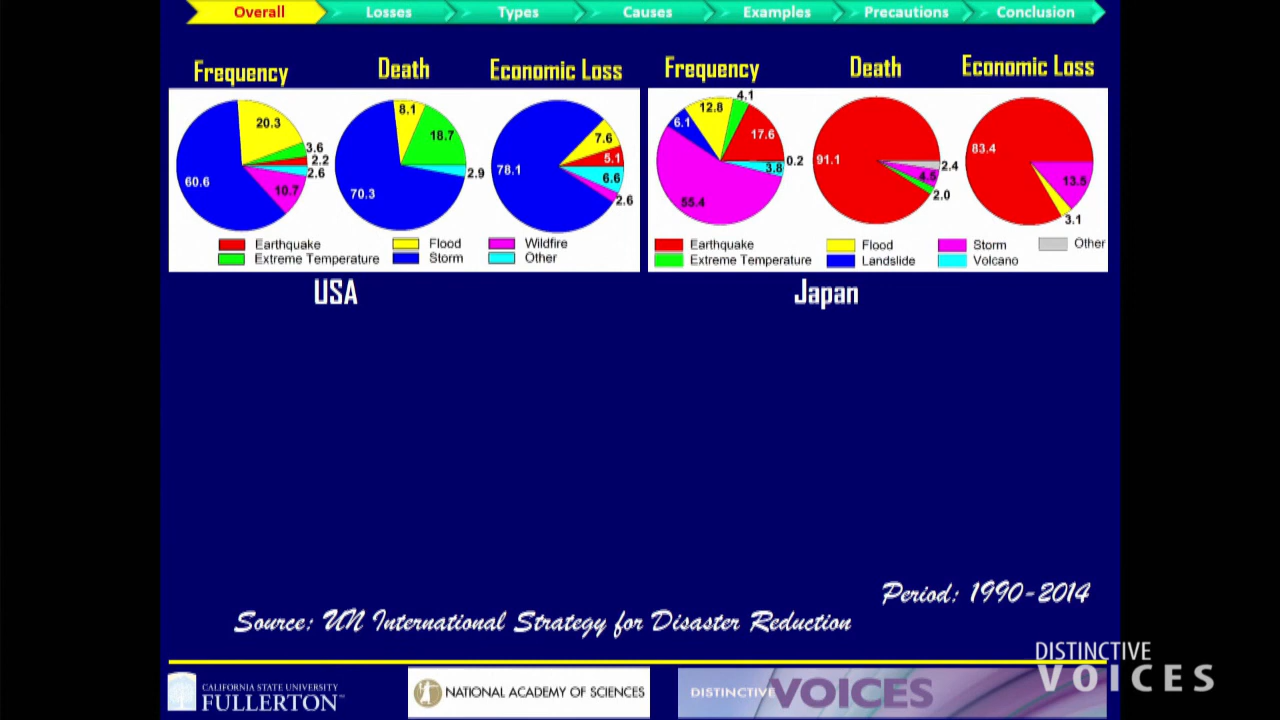 Overall Losses Types Causes Examples Precautions Conclusion
Frequency Death Economic Loss Frequency Death Economic Loss
60.6 20.3 3.6 2.2 2.6 10.7
70.3 8.1 18.7 2.9
78.1 7.6 5.1 6.6 2.6
Earthquake Flood Wildfire
Extreme Temperature Storm Other
USA
6.1 12.8 4.1 17.6 0.2 3.8 55.4
91.1 2.4 4.5 2.0
83.4 13.5 3.1
Earthquake Flood Storm Other
Extreme Temperature Landslide Volcano
Japan
Period: 1990-2014
Source: UN International Strategy for Disaster Reduction
CALIFORNIA STATE UNIVERSITY
FULLERTON™
NATIONAL ACADEMY OF SCIENCES
DISTINCTIVE VOICES
DISTINCTIVE
VOICES